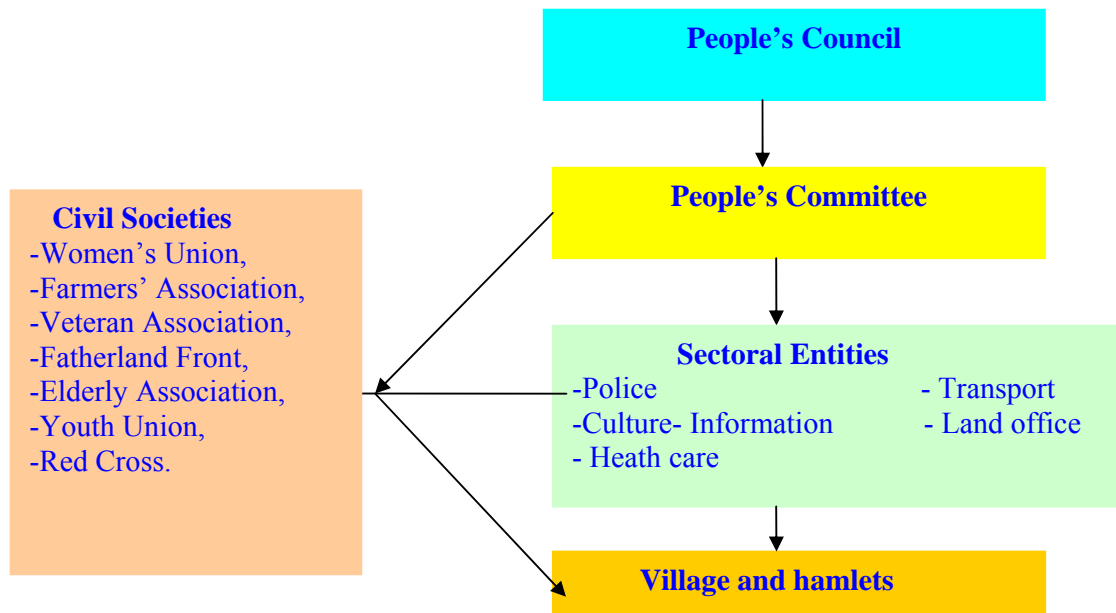 People’s Council
People’s Committee
Civil Societies
-Women’s Union,
-Farmers’ Association,
-Veteran Association,
-Fatherland Front,
-Elderly Association,
-Youth Union,
-Red Cross.
Sectoral Entities
-Police - Transport
-Culture- Information - Land office
- Heath care
Village and hamlets